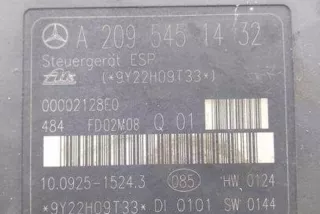 A 209 545 14 32
Steuergerät ESP
(*9Y22H09T33*)
00002128E0
484 FD02M08 Q 01
10.0925-1524.3 085 HW 0124
*9Y22H09T33* DI 0101 SW 0144